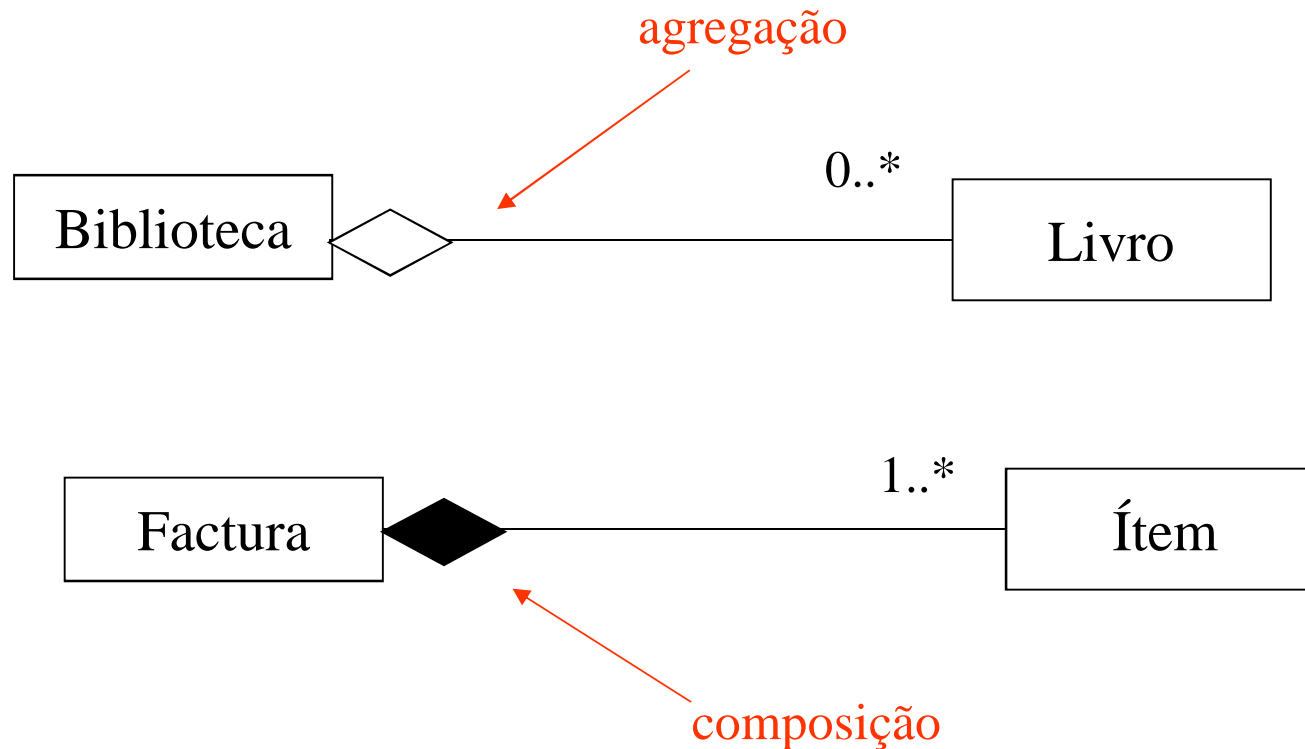 agregação
0..*
Biblioteca
Livro
1..*
Factura
Ítem
composição